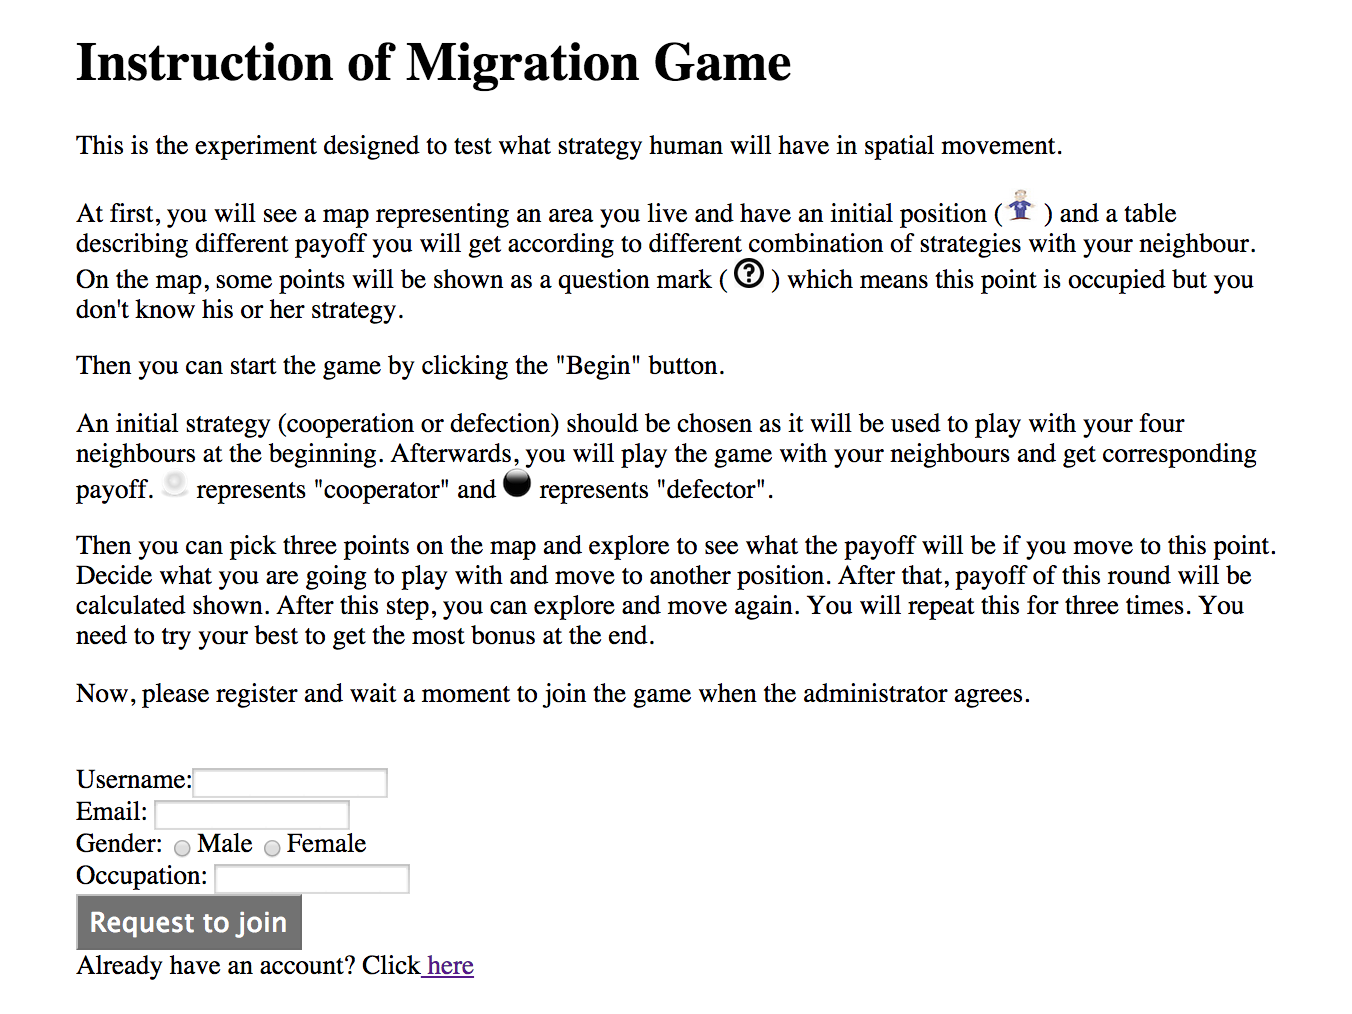 Instruction of Migration Game
This is the experiment designed to test what strategy human will have in spatial movement.
At first, you will see a map representing an area you live and have an initial position ( ) and a table
describing different payoff you will get according to different combination of strategies with your neighbour.
On the map, some points will be shown as a question mark ( ? ) which means this point is occupied but you
don't know his or her strategy.
Then you can start the game by clicking the "Begin" button.
An initial strategy (cooperation or defection) should be chosen as it will be used to play with your four
neighbours at the beginning. Afterwards, you will play the game with your neighbours and get corresponding
payoff. represents "cooperator" and represents "defector".
Then you can pick three points on the map and explore to see what the payoff will be if you move to this point.
Decide what you are going to play with and move to another position. After that, payoff of this round will be
calculated shown. After this step, you can explore and move again. You will repeat this for three times. You
need to try your best to get the most bonus at the end.
Now, please register and wait a moment to join the game when the administrator agrees.
Username:
Email:
Gender: Male Female
Occupation:
Request to join
Already have an account? Click here